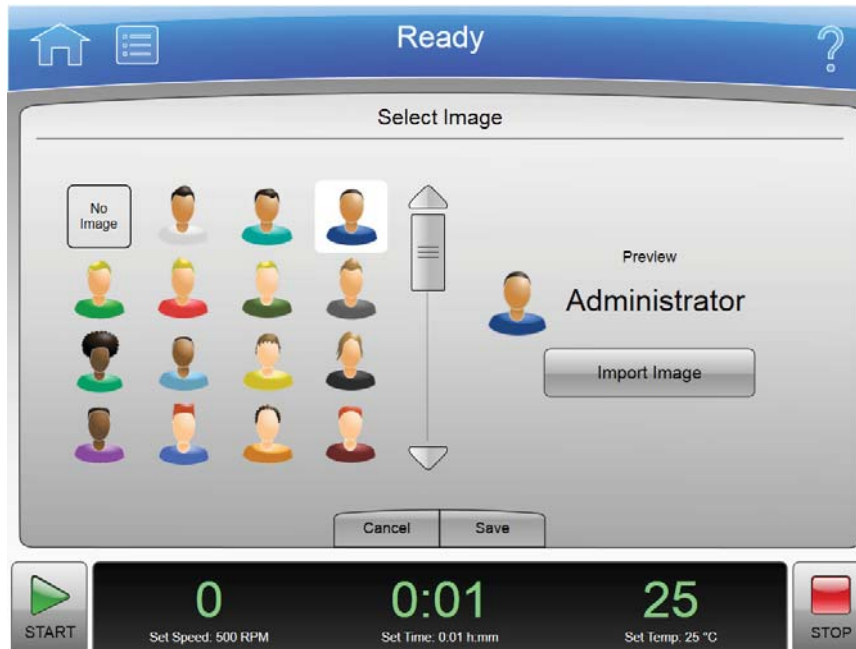 Ready
?
Select Image
No
Image
Preview
Administrator
Import Image
Cancel
Save
START
0
0:01
25
STOP
Set Speed: 500 RPM
Set Time: 0:01 h:mm
Set Temp: 25 °C